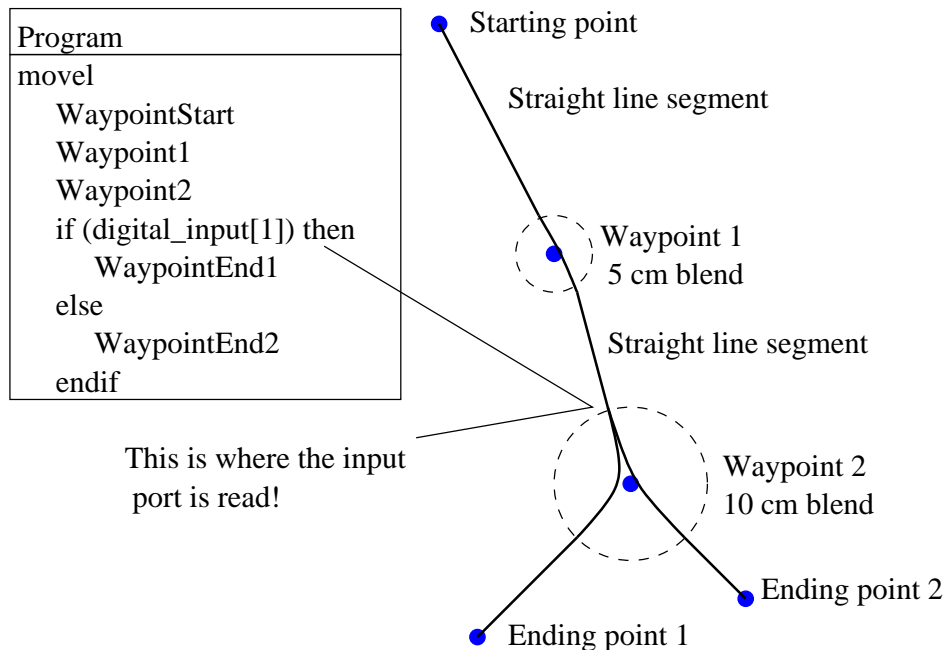 Program
movel
WaypointStart
Waypoint1
Waypoint2
if (digital_input[1]) then
WaypointEnd1
else
WaypointEnd2
endif
Starting point
Straight line segment
Waypoint 1
5 cm blend
Straight line segment
This is where the input
port is read!
Waypoint 2
10 cm blend
Ending point 2
Ending point 1